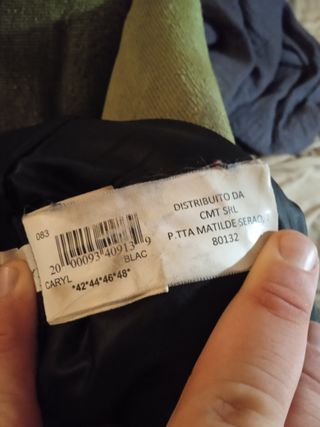 083
20 00093 40913 9
BLAC
CARYL
*42*44*46*48*
DISTRIBUITO DA
CMT SRL
P.TTA MATILDE SERAO,
80132